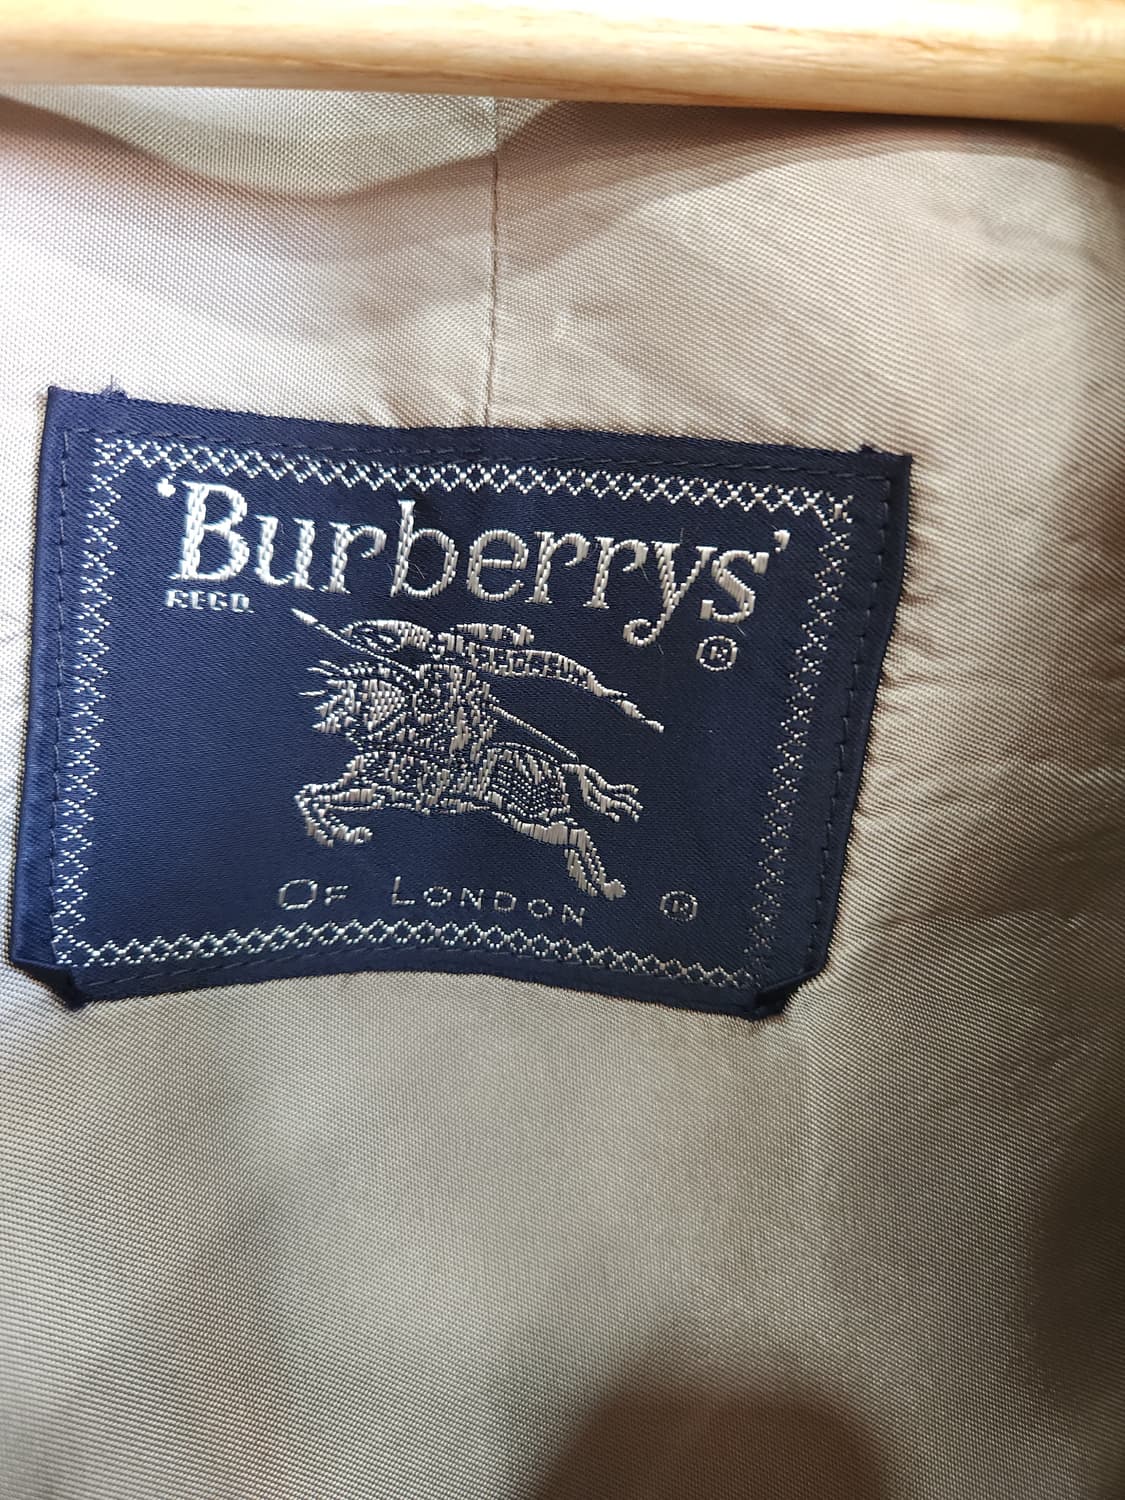 ‘Burberrys’
REGD. ®
OF LONDON ®